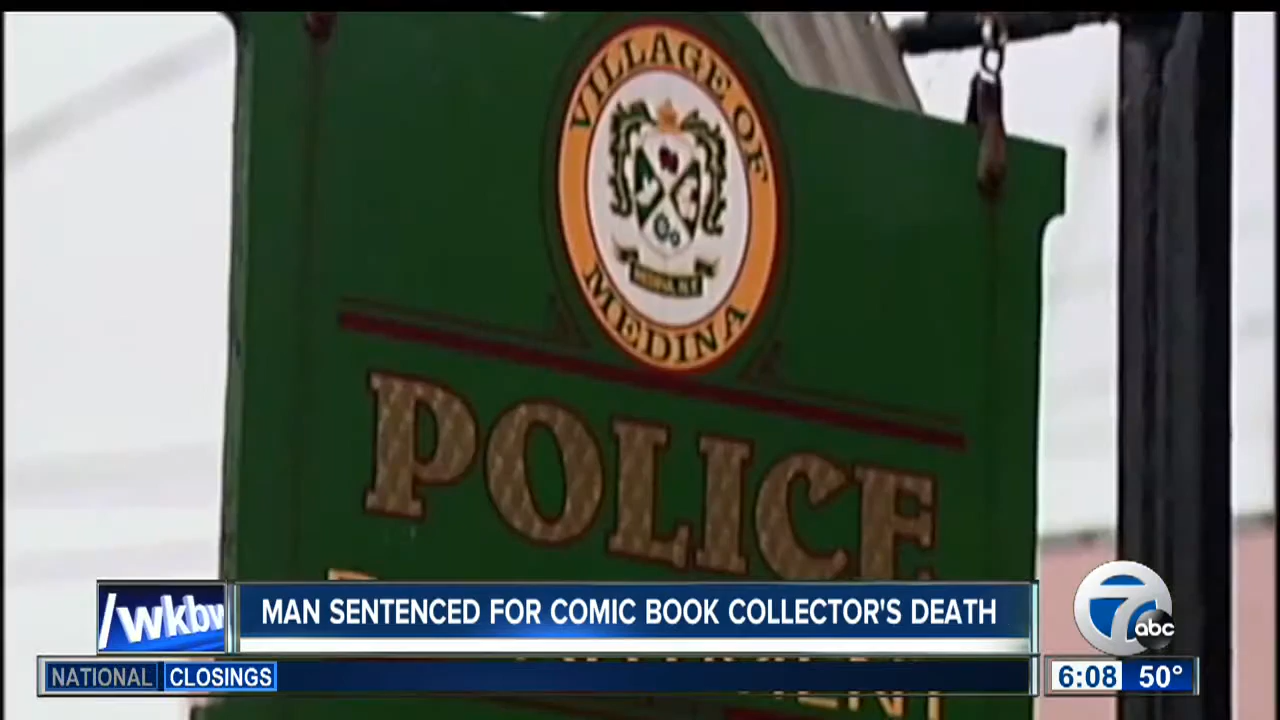 VILLAGE OF
MEDINA
POLICE
/wkbw
MAN SENTENCED FOR COMIC BOOK COLLECTOR'S DEATH
7
abc
NATIONAL CLOSINGS
6:08 50°